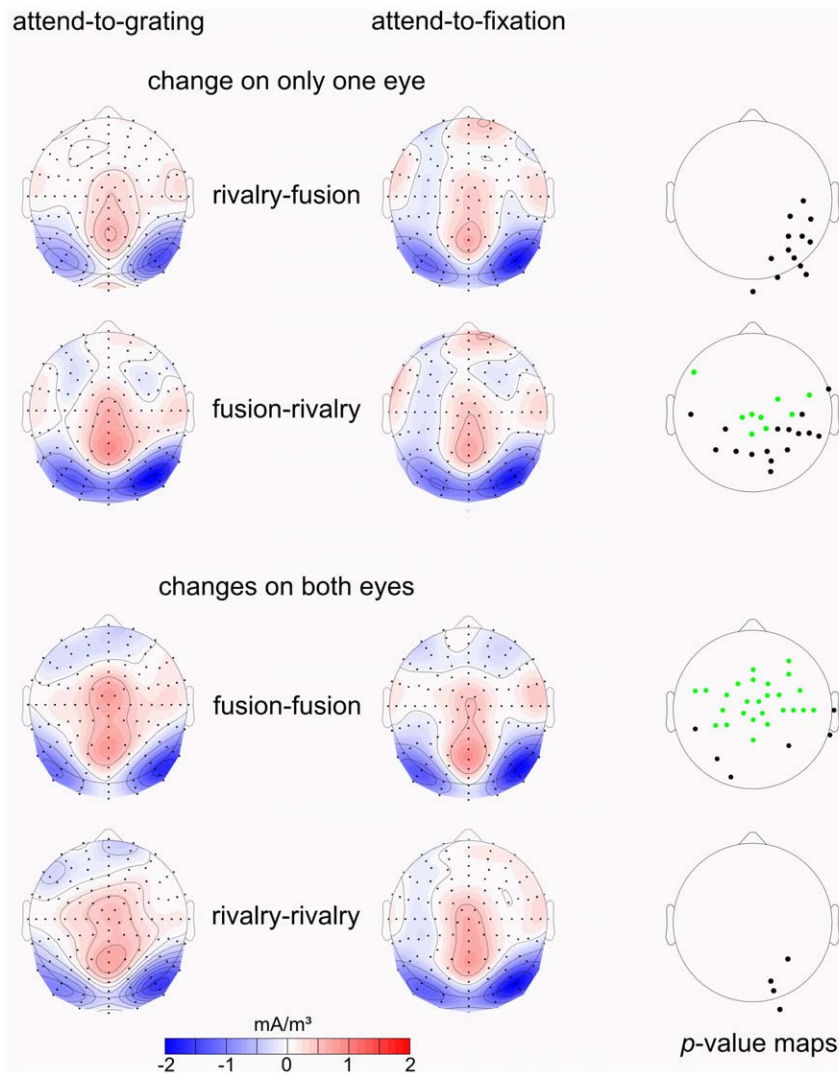 attend-to-grating attend-to-fixation
change on only one eye
rivalry-fusion
fusion-rivalry
changes on both eyes
fusion-fusion
rivalry-rivalry
mA/m³
-2 -1 0 1 2
p-value maps